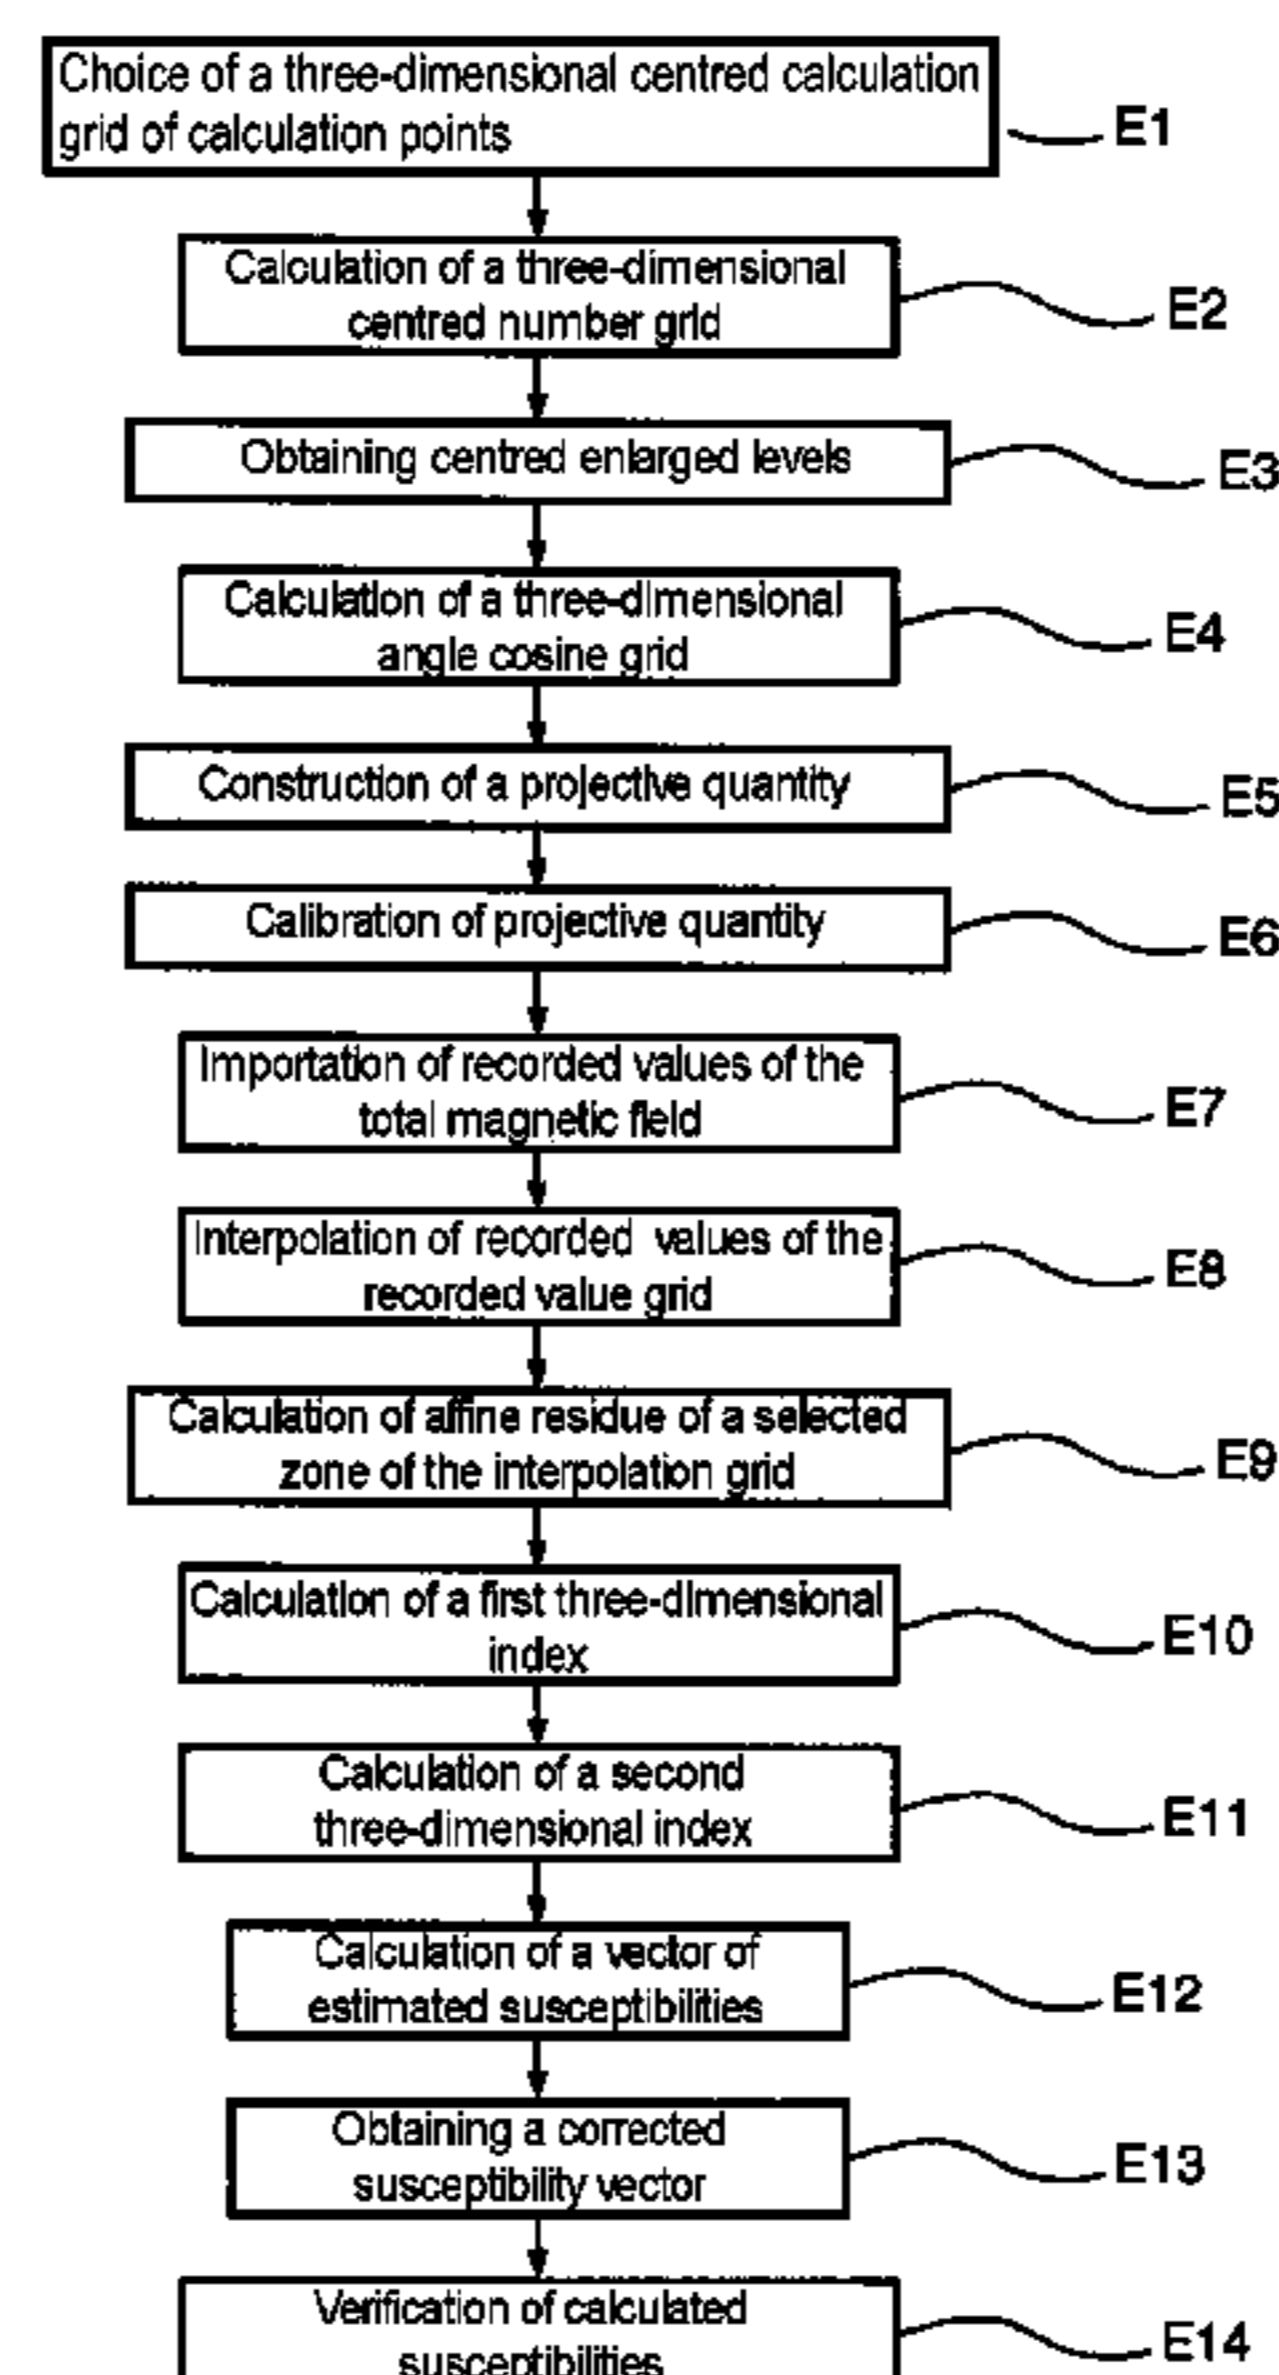 Choice of a three-dimensional centred calculation
grid of calculation points
E1
Calculation of a three-dimensional
centred number grid
E2
Obtaining centred enlarged levels
E3
Calculation of a three-dimensional
angle cosine grid
E4
Construction of a projective quantity
E5
Calibration of projective quantity
E6
Importation of recorded values of the
total magnetic field
E7
Interpolation of recorded values of the
recorded value grid
E8
Calculation of affine residue of a selected
zone of the interpolation grid
E9
Calculation of a first three-dimensional
index
E10
Calculation of a second
three-dimensional index
E11
Calculation of a vector of
estimated susceptibilities
E12
Obtaining a corrected
susceptibility vector
E13
Verification of calculated
susceptibilities
E14